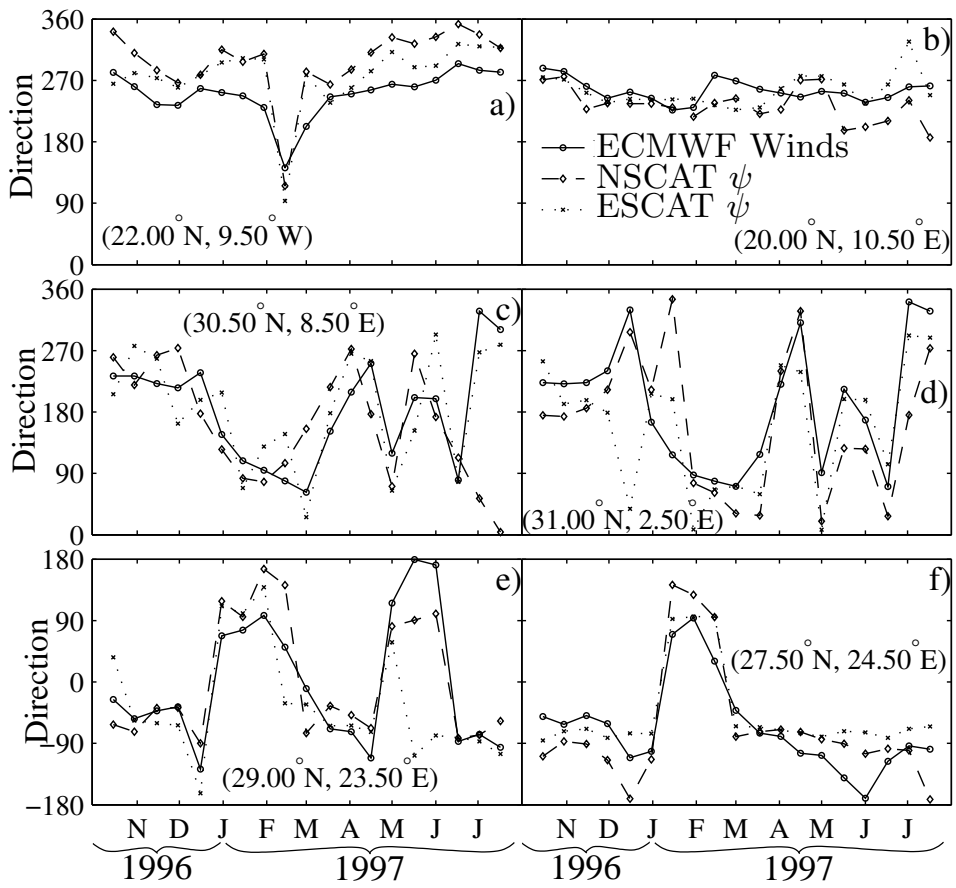 360
270
180
90
0
Direction
a)
(22.00°N, 9.50°W)
b)
ECMWF Winds
NSCAT ψ
ESCAT ψ
(20.00°N, 10.50°E)
360
270
180
90
0
Direction
c)
(30.50°N, 8.50°E)
d)
(31.00°N, 2.50°E)
180
90
0
−90
−180
Direction
e)
(29.00°N, 23.50°E)
f)
(27.50°N, 24.50°E)
N D J F M A M J J N D J F M A M J J
1996 1997 1996 1997